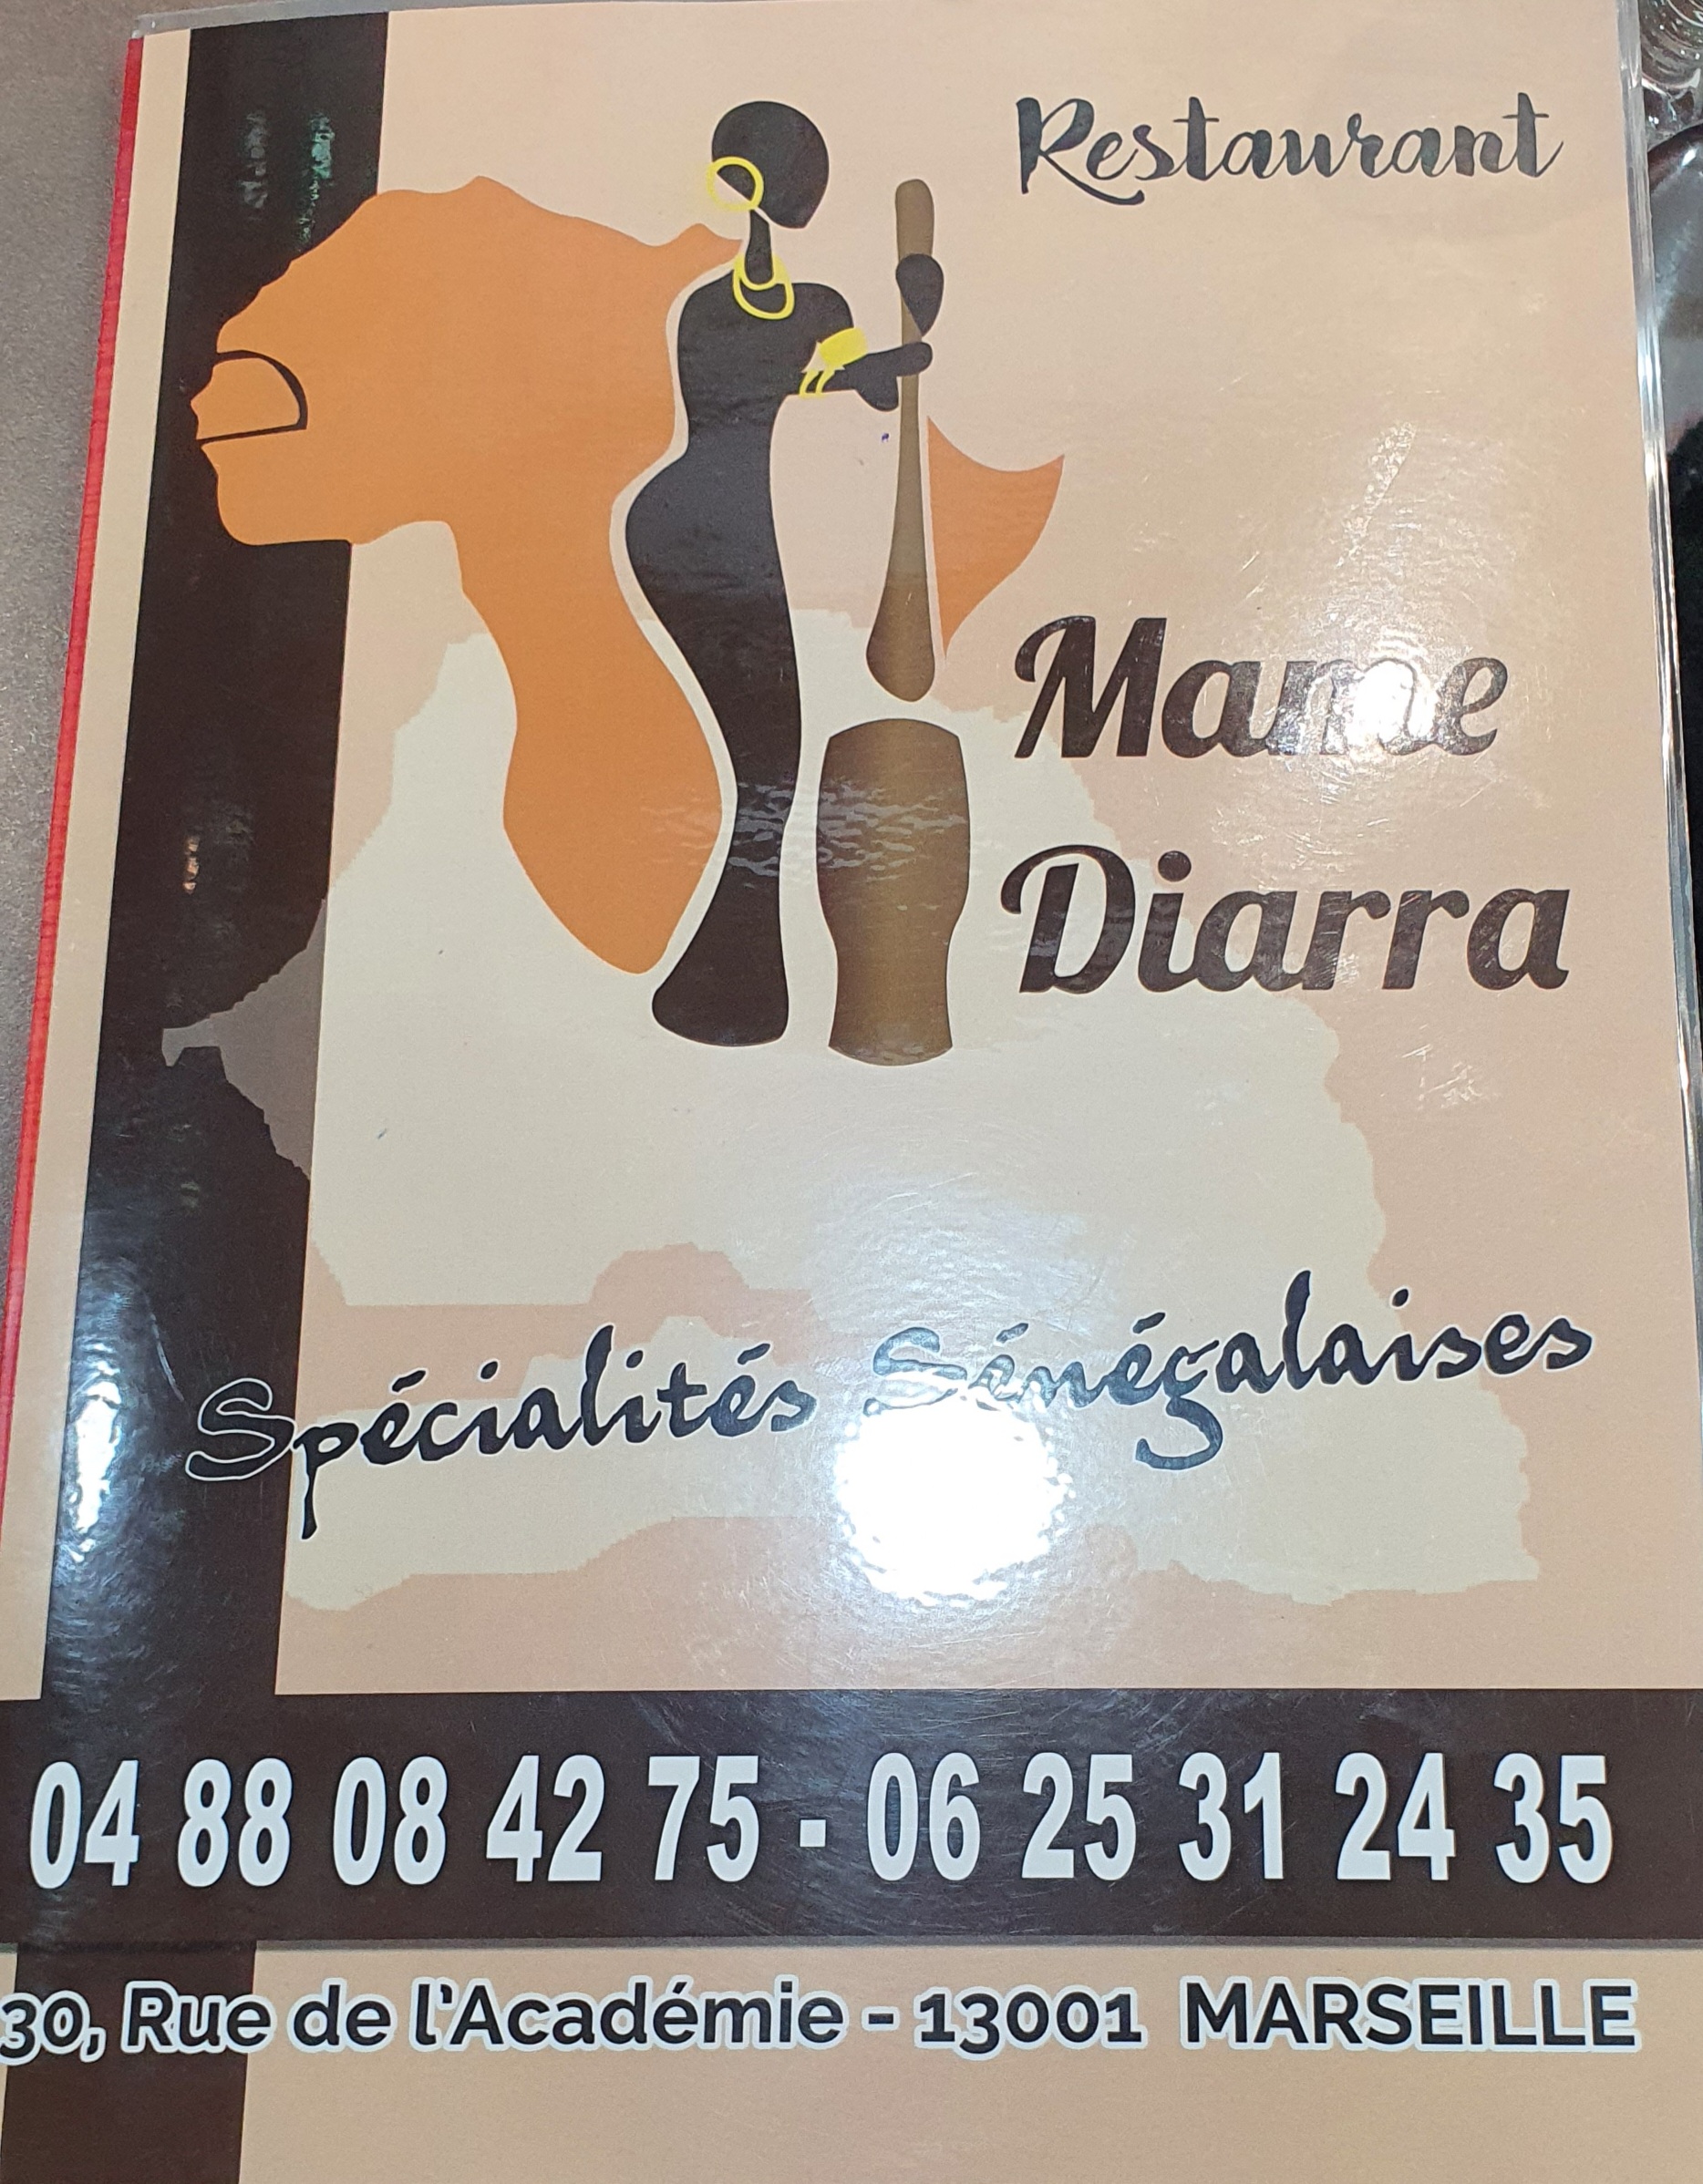 Restaurant
Mame
Diarra
Spécialités Sénégalaises
04 88 08 42 75 - 06 25 31 24 35
30, Rue de l'Académie - 13001 MARSEILLE